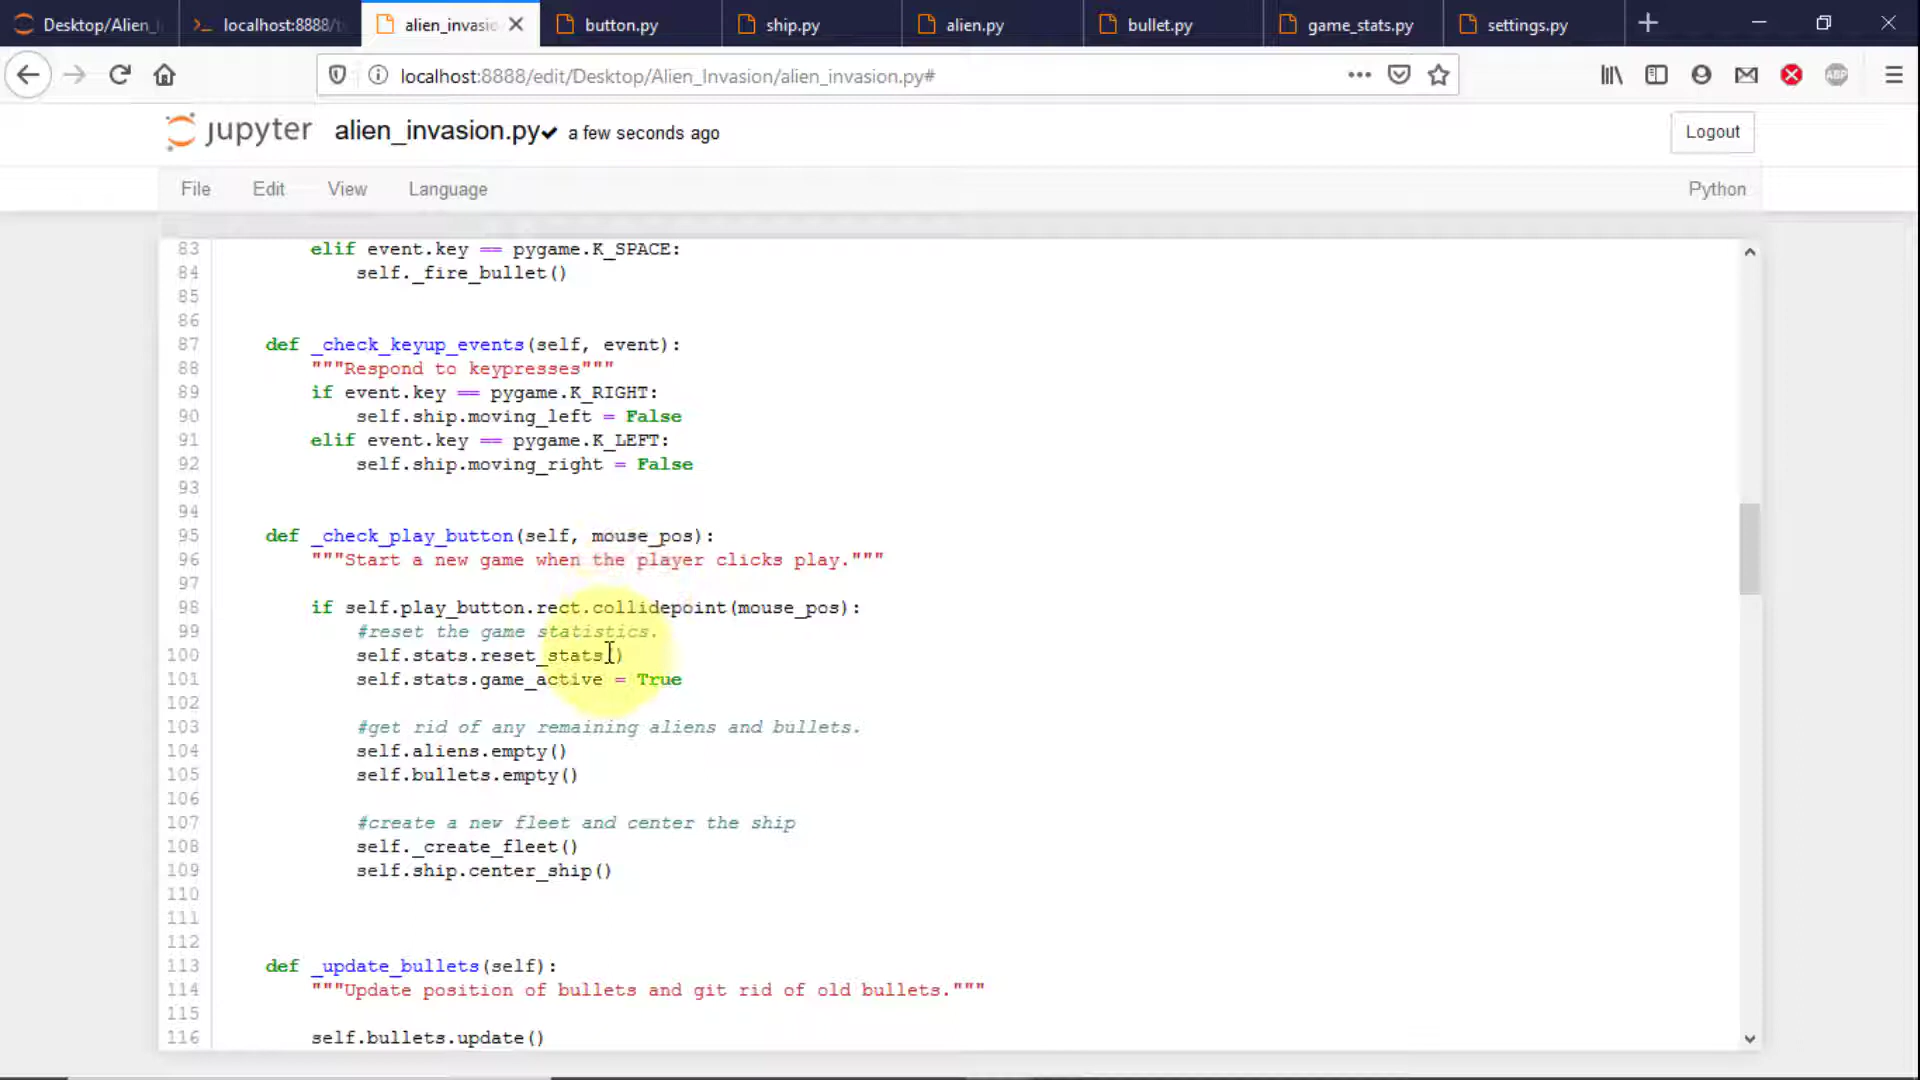 Desktop/Alien_I
localhost:8888/t
alien_invasio
button.py
ship.py
alien.py
bullet.py
game_stats.py
settings.py
localhost:8888/edit/Desktop/Alien_Invasion/alien_invasion.py#
ABP
jupyter
alien_invasion.py
a few seconds ago
Logout
File
Edit
View
Language
Python
83 elif event.key == pygame.K_SPACE:
84 self._fire_bullet()
85
86
87 def _check_keyup_events(self, event):
88 """Respond to keypresses"""
89 if event.key == pygame.K_RIGHT:
90 self.ship.moving_left = False
91 elif event.key == pygame.K_LEFT:
92 self.ship.moving_right = False
93
94
95 def _check_play_button(self, mouse_pos):
96 """Start a new game when the player clicks play."""
97
98 if self.play_button.rect.collidepoint(mouse_pos):
99 #reset the game statistics.
100 self.stats.reset_stats()
101 self.stats.game_active = True
102
103 #get rid of any remaining aliens and bullets.
104 self.aliens.empty()
105 self.bullets.empty()
106
107 #create a new fleet and center the ship
108 self._create_fleet()
109 self.ship.center_ship()
110
111
112
113 def _update_bullets(self):
114 """Update position of bullets and git rid of old bullets."""
115
116 self.bullets.update()